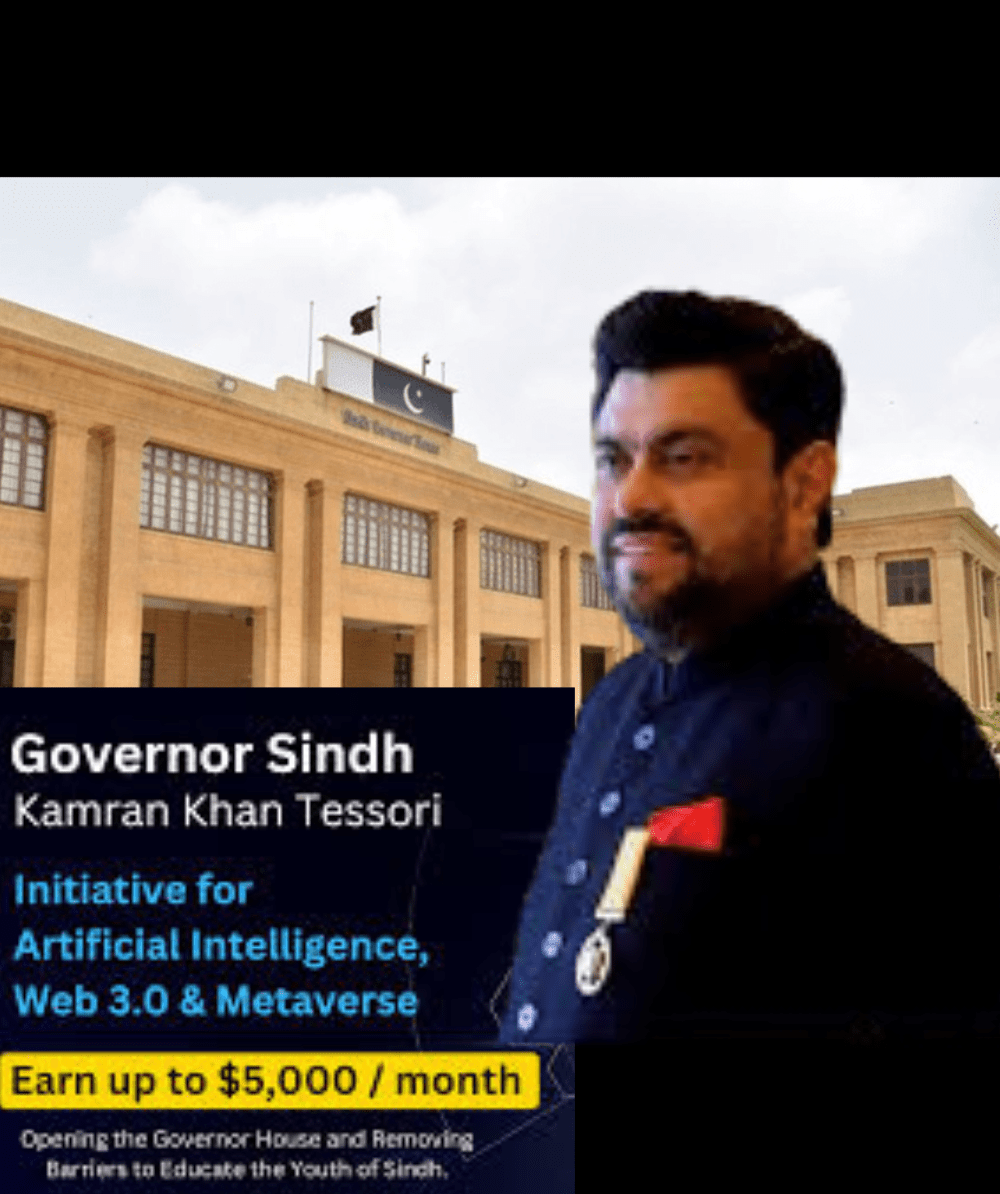 Governor Sindh
Kamran Khan Tessori
Initiative for
Artificial Intelligence,
Web 3.0 & Metaverse
Earn up to $5,000 / month
Opening the Governor House and Removing
Barriers to Educate the Youth of Sindh.